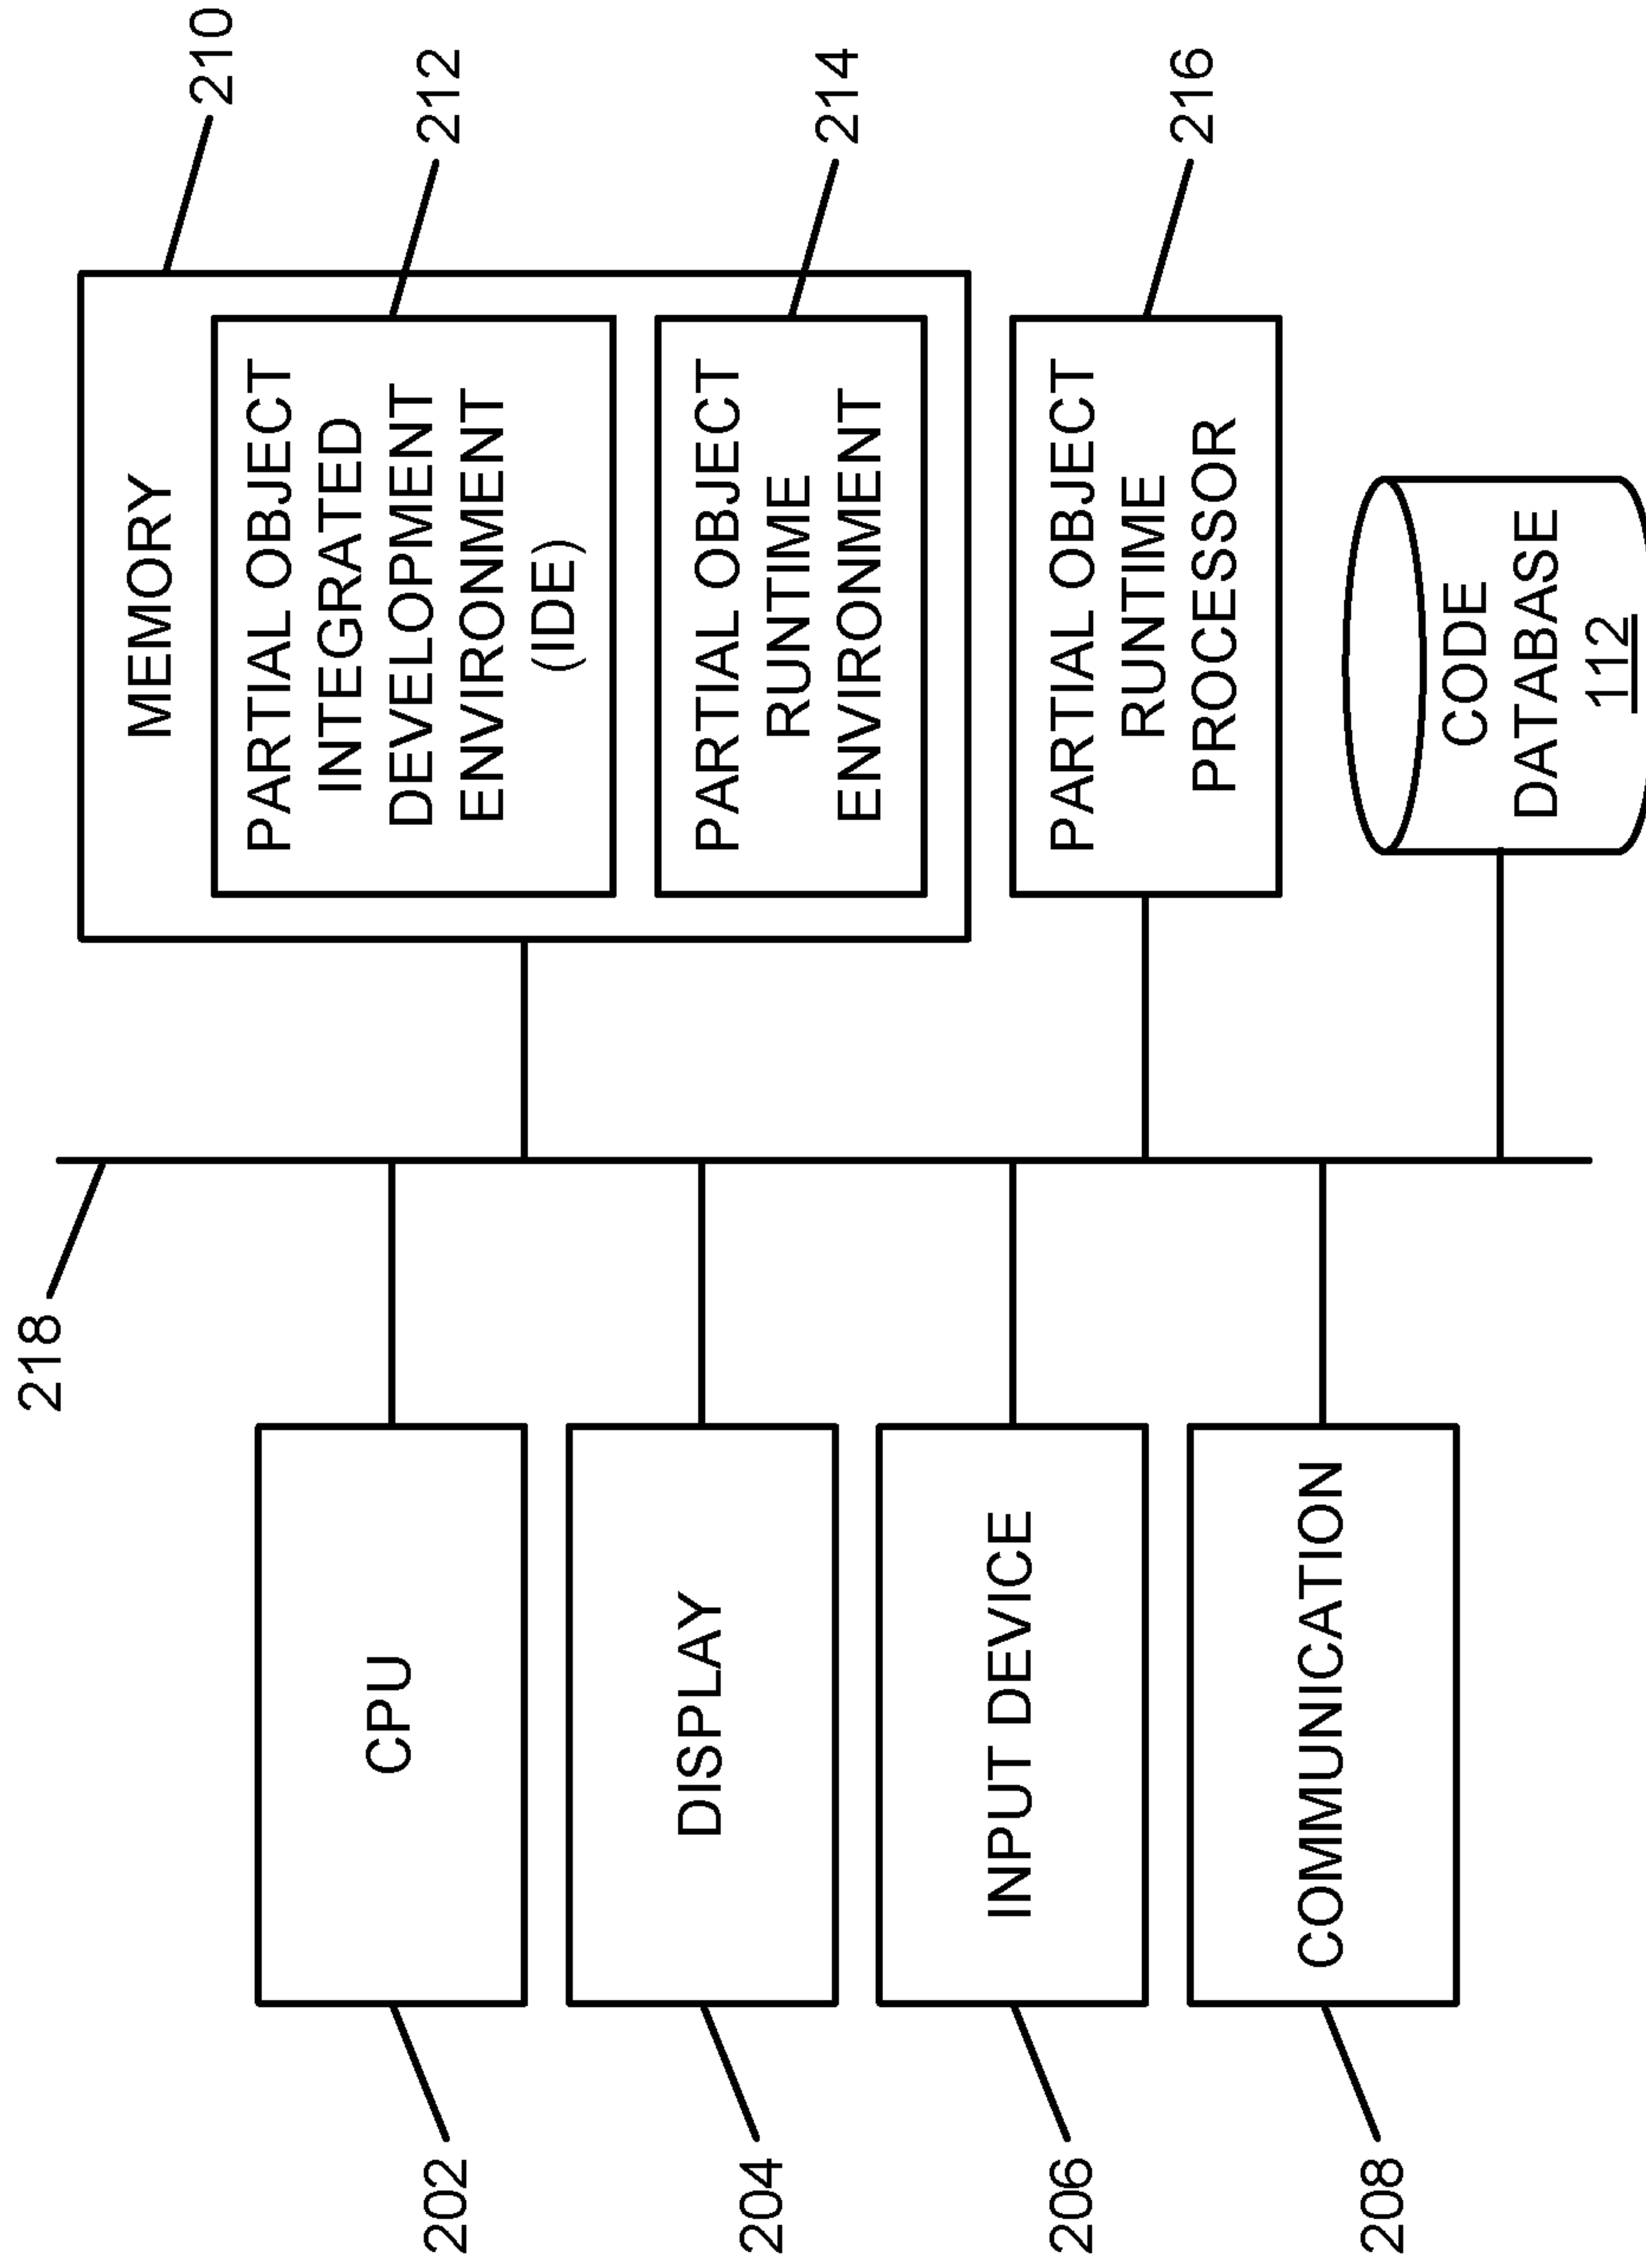 218
CPU
202
DISPLAY
204
INPUT DEVICE
206
COMMUNICATION
208
MEMORY
210
PARTIAL OBJECT
INTEGRATED
DEVELOPMENT
ENVIRONMENT
(IDE)
212
PARTIAL OBJECT
RUNTIME
ENVIRONMENT
214
PARTIAL OBJECT
RUNTIME
PROCESSOR
216
CODE
DATABASE
112